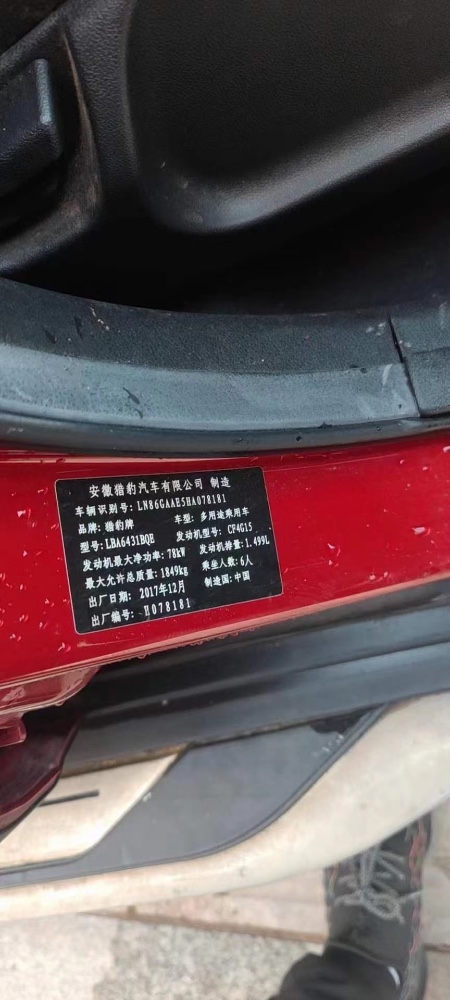 安徽猎豹汽车有限公司 制造
车辆识别号: LN86GAAE5HA078181
品牌: 猎豹牌 车型: 多用途乘用车
型号: LBA6431BQE 发动机型号: CF4G15
发动机最大净功率: 78kW 发动机排量: 1.499L
最大允许总质量: 1849kg 乘坐人数: 6人
出厂日期: 2017年12月 制造国: 中国
出厂编号: H078181